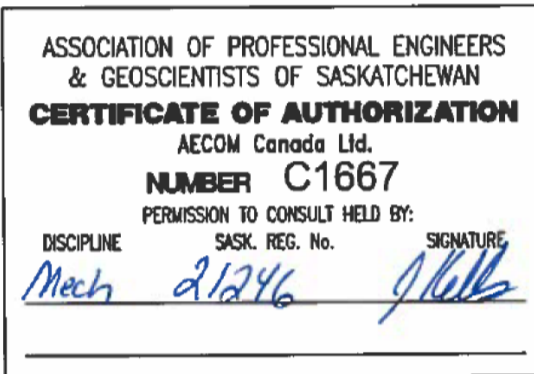 ASSOCIATION OF PROFESSIONAL ENGINEERS
& GEOSCIENTISTS OF SASKATCHEWAN
CERTIFICATE OF AUTHORIZATION
AECOM Canada Ltd.
NUMBER C1667
PERMISSION TO CONSULT HELD BY:
DISCIPLINE SASK. REG. No. SIGNATURE
Mech 21246